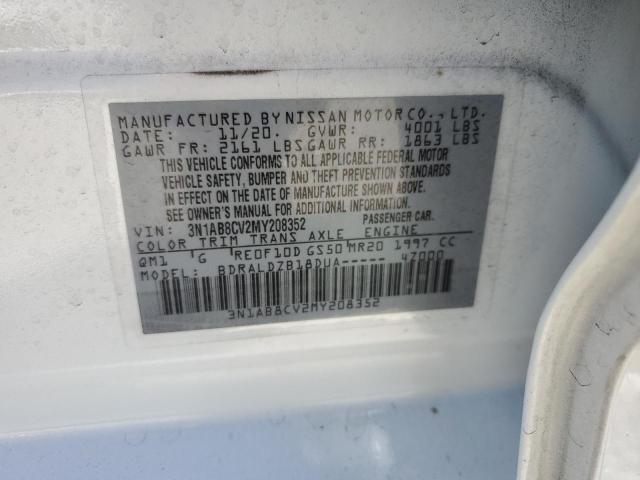 MANUFACTURED BY NISSAN MOTOR CO., LTD.
DATE: 11/20. GVWR: 4001 LBS
GAWR FR: 2161 LBS GAWR RR: 1863 LBS
THIS VEHICLE CONFORMS TO ALL APPLICABLE FEDERAL MOTOR
VEHICLE SAFETY, BUMPER AND THEFT PREVENTION STANDARDS
IN EFFECT ON THE DATE OF MANUFACTURE SHOWN ABOVE.
SEE OWNER'S MANUAL FOR ADDITIONAL INFORMATION.
VIN: 3N1AB8CV2MY208352 PASSENGER CAR.
COLOR TRIM TRANS AXLE ENGINE
QM1 G RE0F10D GS50 MR20 1997 CC
MODEL: BDRALDZB18DUA----- 47000
3N1AB8CV2MY208352